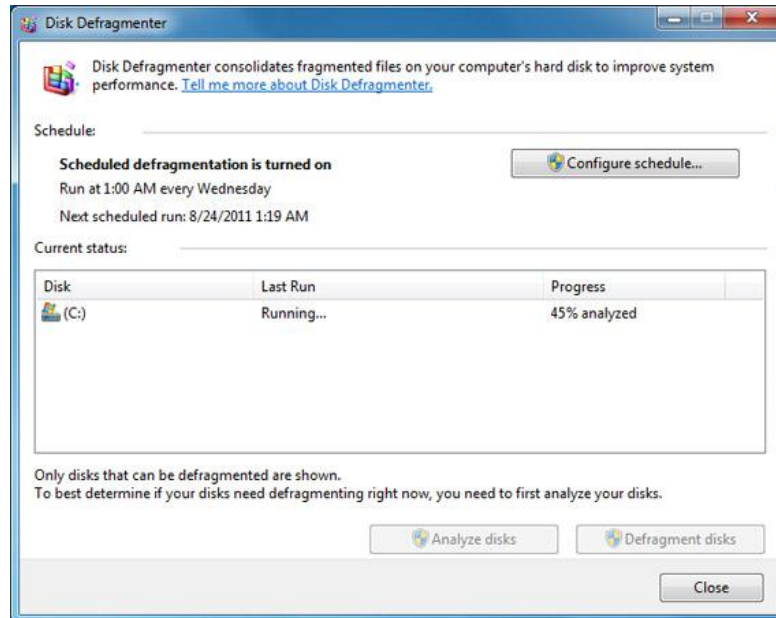 Disk Defragmenter
Disk Defragmenter consolidates fragmented files on your computer's hard disk to improve system
performance. Tell me more about Disk Defragmenter.
Schedule:
Scheduled defragmentation is turned on
Configure schedule...
Run at 1:00 AM every Wednesday
Next scheduled run: 8/24/2011 1:19 AM
Current status:
Disk Last Run Progress
(C:) Running... 45% analyzed
Only disks that can be defragmented are shown.
To best determine if your disks need defragmenting right now, you need to first analyze your disks.
Analyze disks Defragment disks
Close